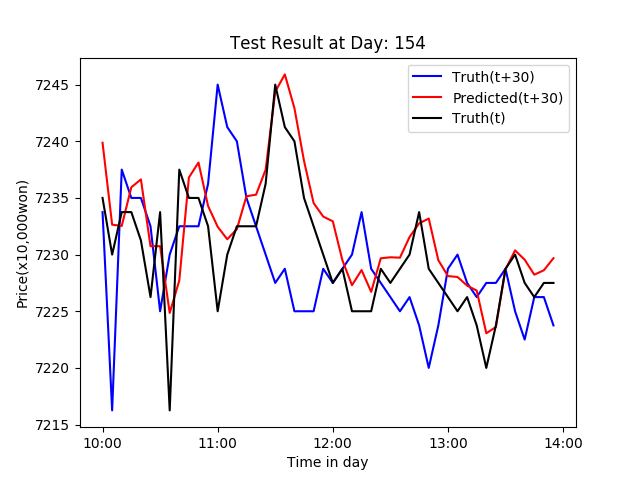 Test Result at Day: 154
Truth(t+30)
Predicted(t+30)
Truth(t)
Price(x10,000won)
7245
7240
7235
7230
7225
7220
7215
10:00 11:00 12:00 13:00 14:00
Time in day